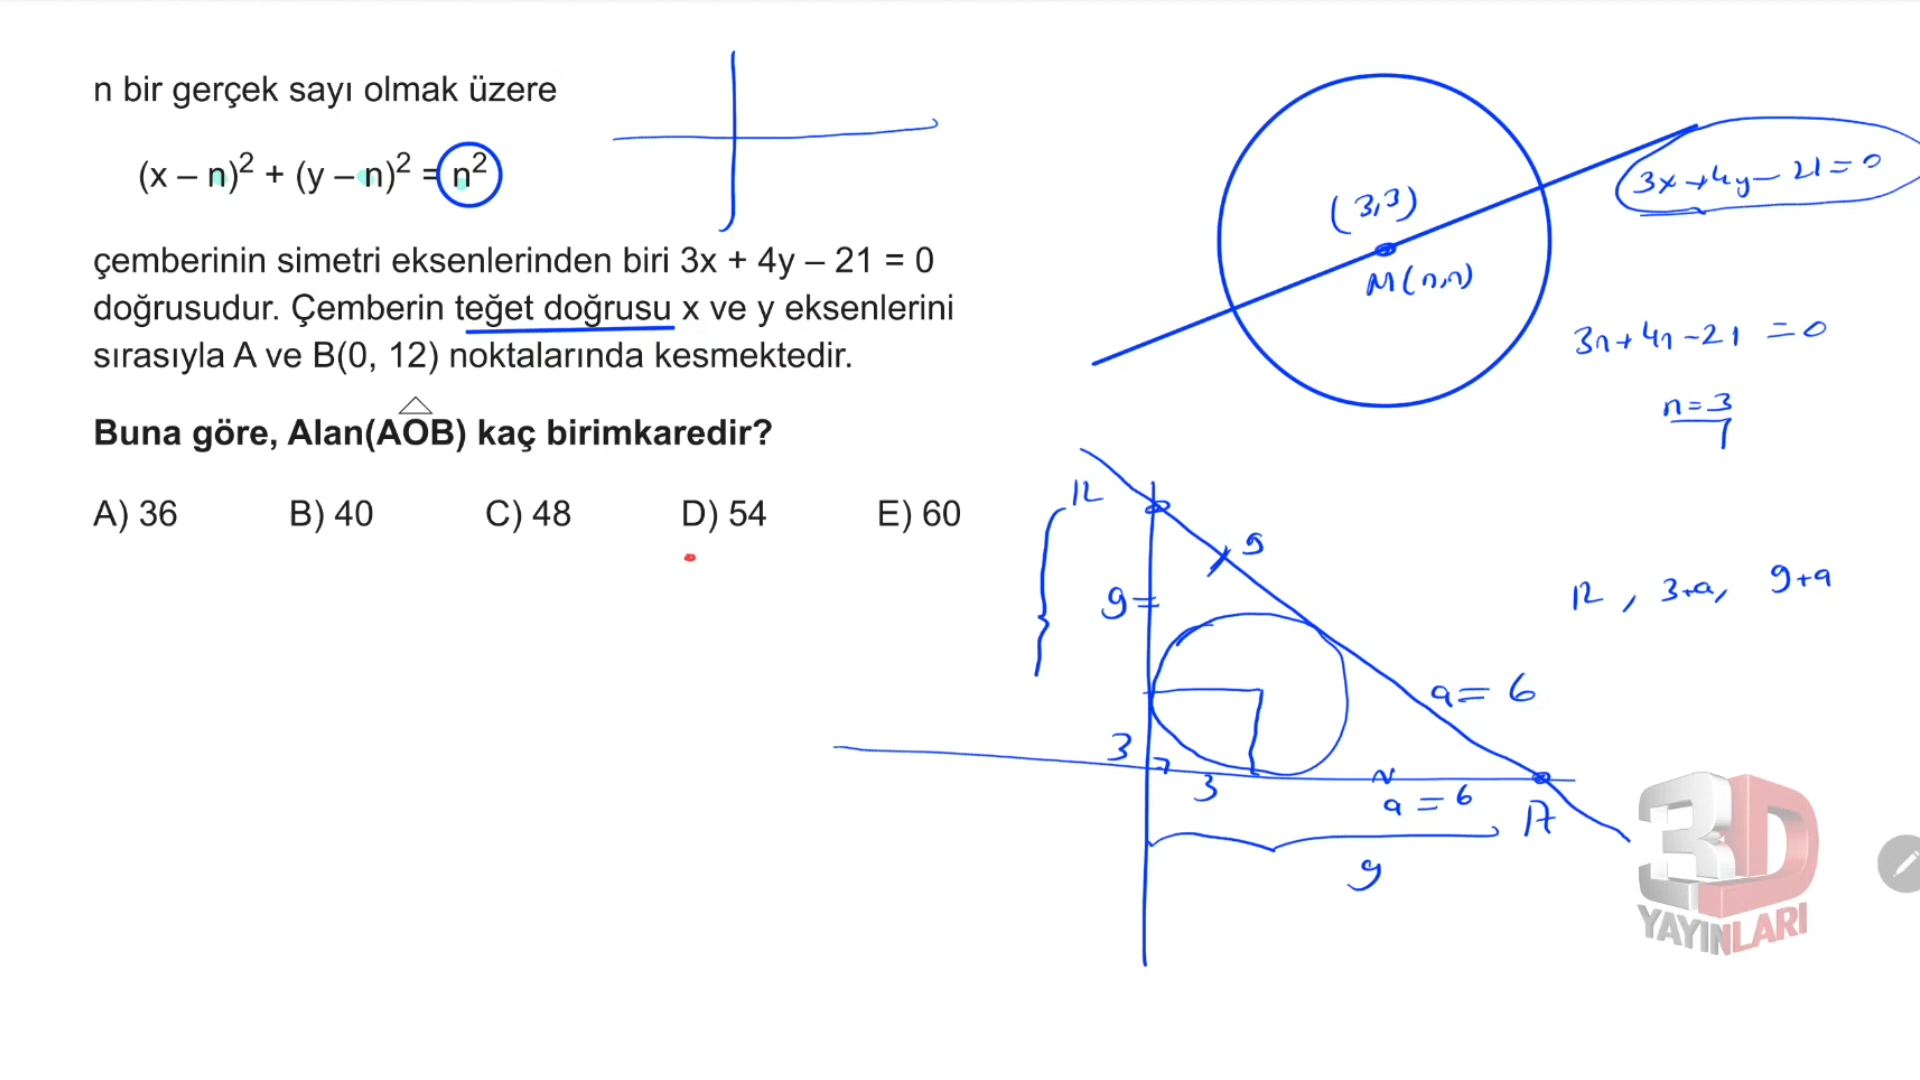 n bir gerçek sayı olmak üzere
(x – n)² + (y – n)² = n²
çemberinin simetri eksenlerinden biri 3x + 4y – 21 = 0
doğrusudur. Çemberin teğet doğrusu x ve y eksenlerini
sırasıyla A ve B(0, 12) noktalarında kesmektedir.
Buna göre, Alan(AOB) kaç birimkaredir?
A) 36 B) 40 C) 48 D) 54 E) 60
3x+4y-21=0
(3,3)
M(n,n)
3n+4n-21=0
n=3
12
9
9
12, 3+a, 9+a
a=6
3
3
a=6
A
9
3D
YAYINLARI